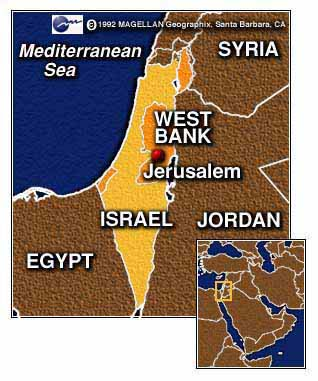 © 1992 MAGELLAN Geographix, Santa Barbara, CA
Mediterranean
Sea
SYRIA
WEST
BANK
Jerusalem
ISRAEL
JORDAN
EGYPT